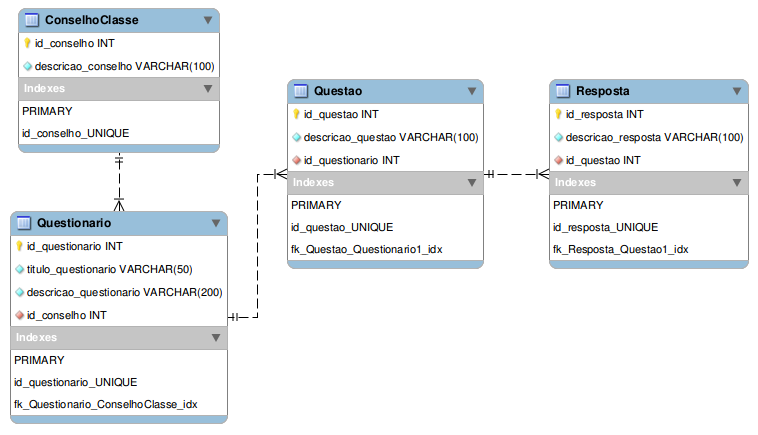 ConselhoClasse
id_conselho INT
descricao_conselho VARCHAR(100)
Indexes
PRIMARY
id_conselho_UNIQUE
Questionario
id_questionario INT
titulo_questionario VARCHAR(50)
descricao_questionario VARCHAR(200)
id_conselho INT
Indexes
PRIMARY
id_questionario_UNIQUE
fk_Questionario_ConselhoClasse_idx
Questao
id_questao INT
descricao_questao VARCHAR(100)
id_questionario INT
Indexes
PRIMARY
id_questao_UNIQUE
fk_Questao_Questionario1_idx
Resposta
id_resposta INT
descricao_resposta VARCHAR(100)
id_questao INT
Indexes
PRIMARY
id_resposta_UNIQUE
fk_Resposta_Questao1_idx